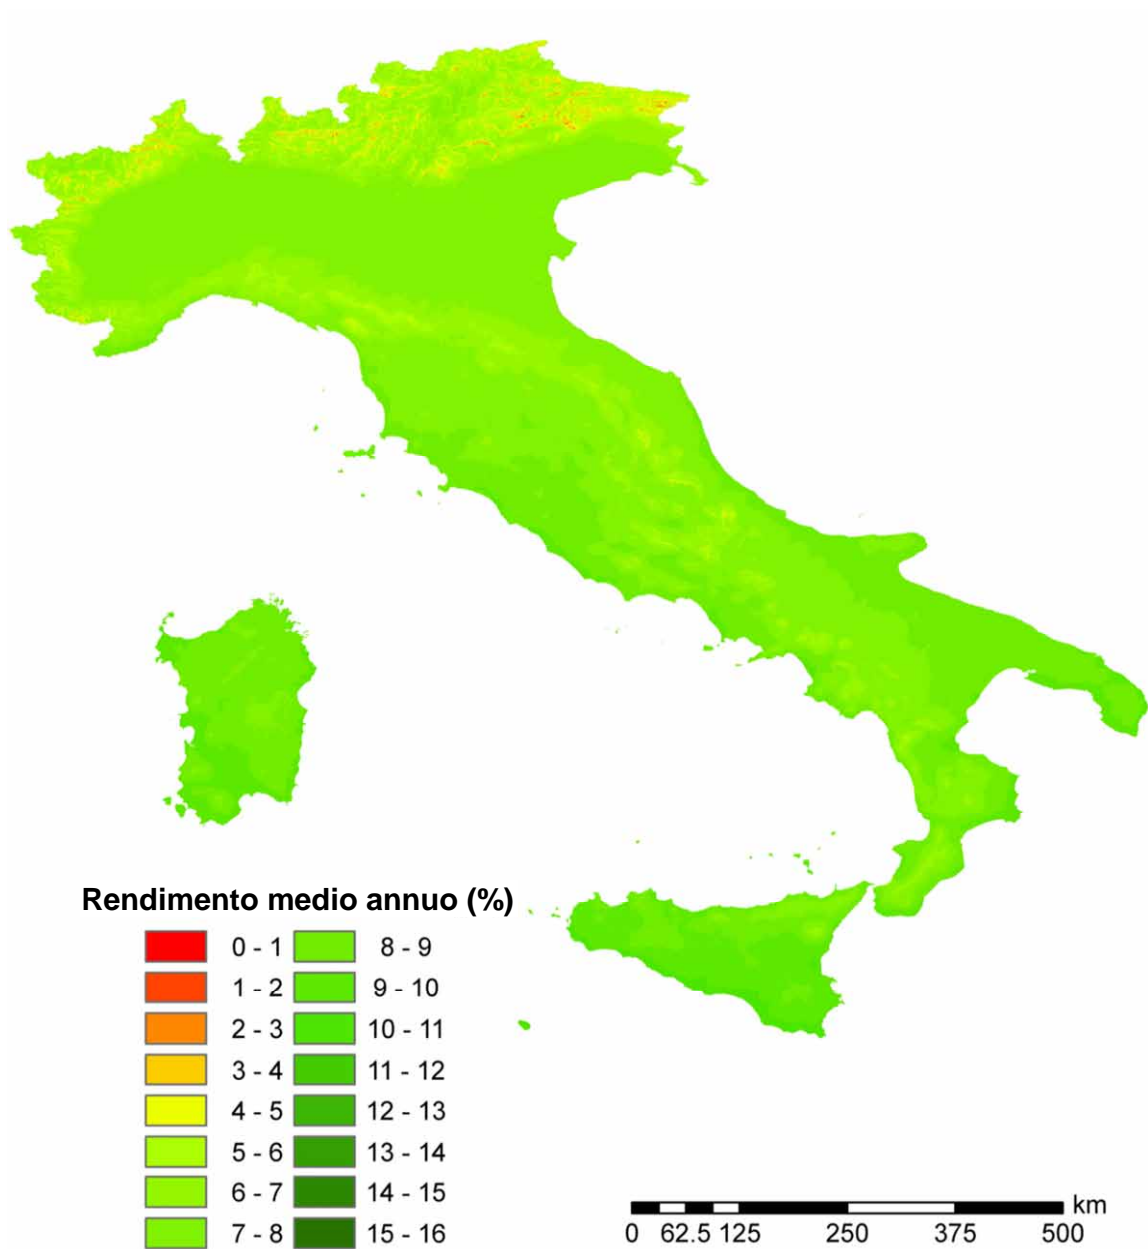 Rendimento medio annuo (%)
0 - 1 8 - 9
1 - 2 9 - 10
2 - 3 10 - 11
3 - 4 11 - 12
4 - 5 12 - 13
5 - 6 13 - 14
6 - 7 14 - 15
7 - 8 15 - 16
km
0 62.5 125 250 375 500